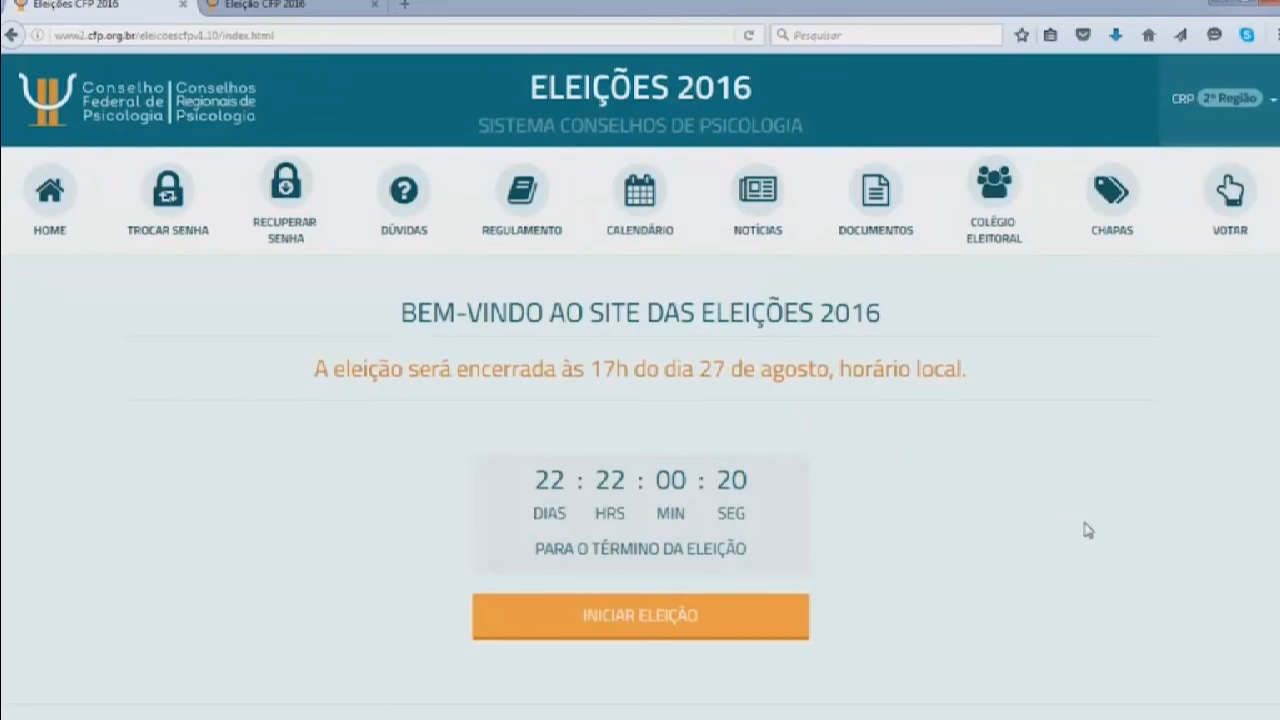 Eleições CFP 2016
Eleição CFP 2016
www2.cfp.org.br/eleicoescfpv1.10/index.html
Pesquisar
Conselho Federal de Psicologia
Conselhos Regionais de Psicologia
ELEIÇÕES 2016
SISTEMA CONSELHOS DE PSICOLOGIA
CRP 2ª Região
HOME
TROCAR SENHA
RECUPERAR SENHA
DÚVIDAS
REGULAMENTO
CALENDÁRIO
NOTÍCIAS
DOCUMENTOS
COLÉGIO ELEITORAL
CHAPAS
VOTAR
BEM-VINDO AO SITE DAS ELEIÇÕES 2016
A eleição será encerrada às 17h do dia 27 de agosto, horário local.
22 : 22 : 00 : 20
DIAS HRS MIN SEG
PARA O TÉRMINO DA ELEIÇÃO
INICIAR ELEIÇÃO